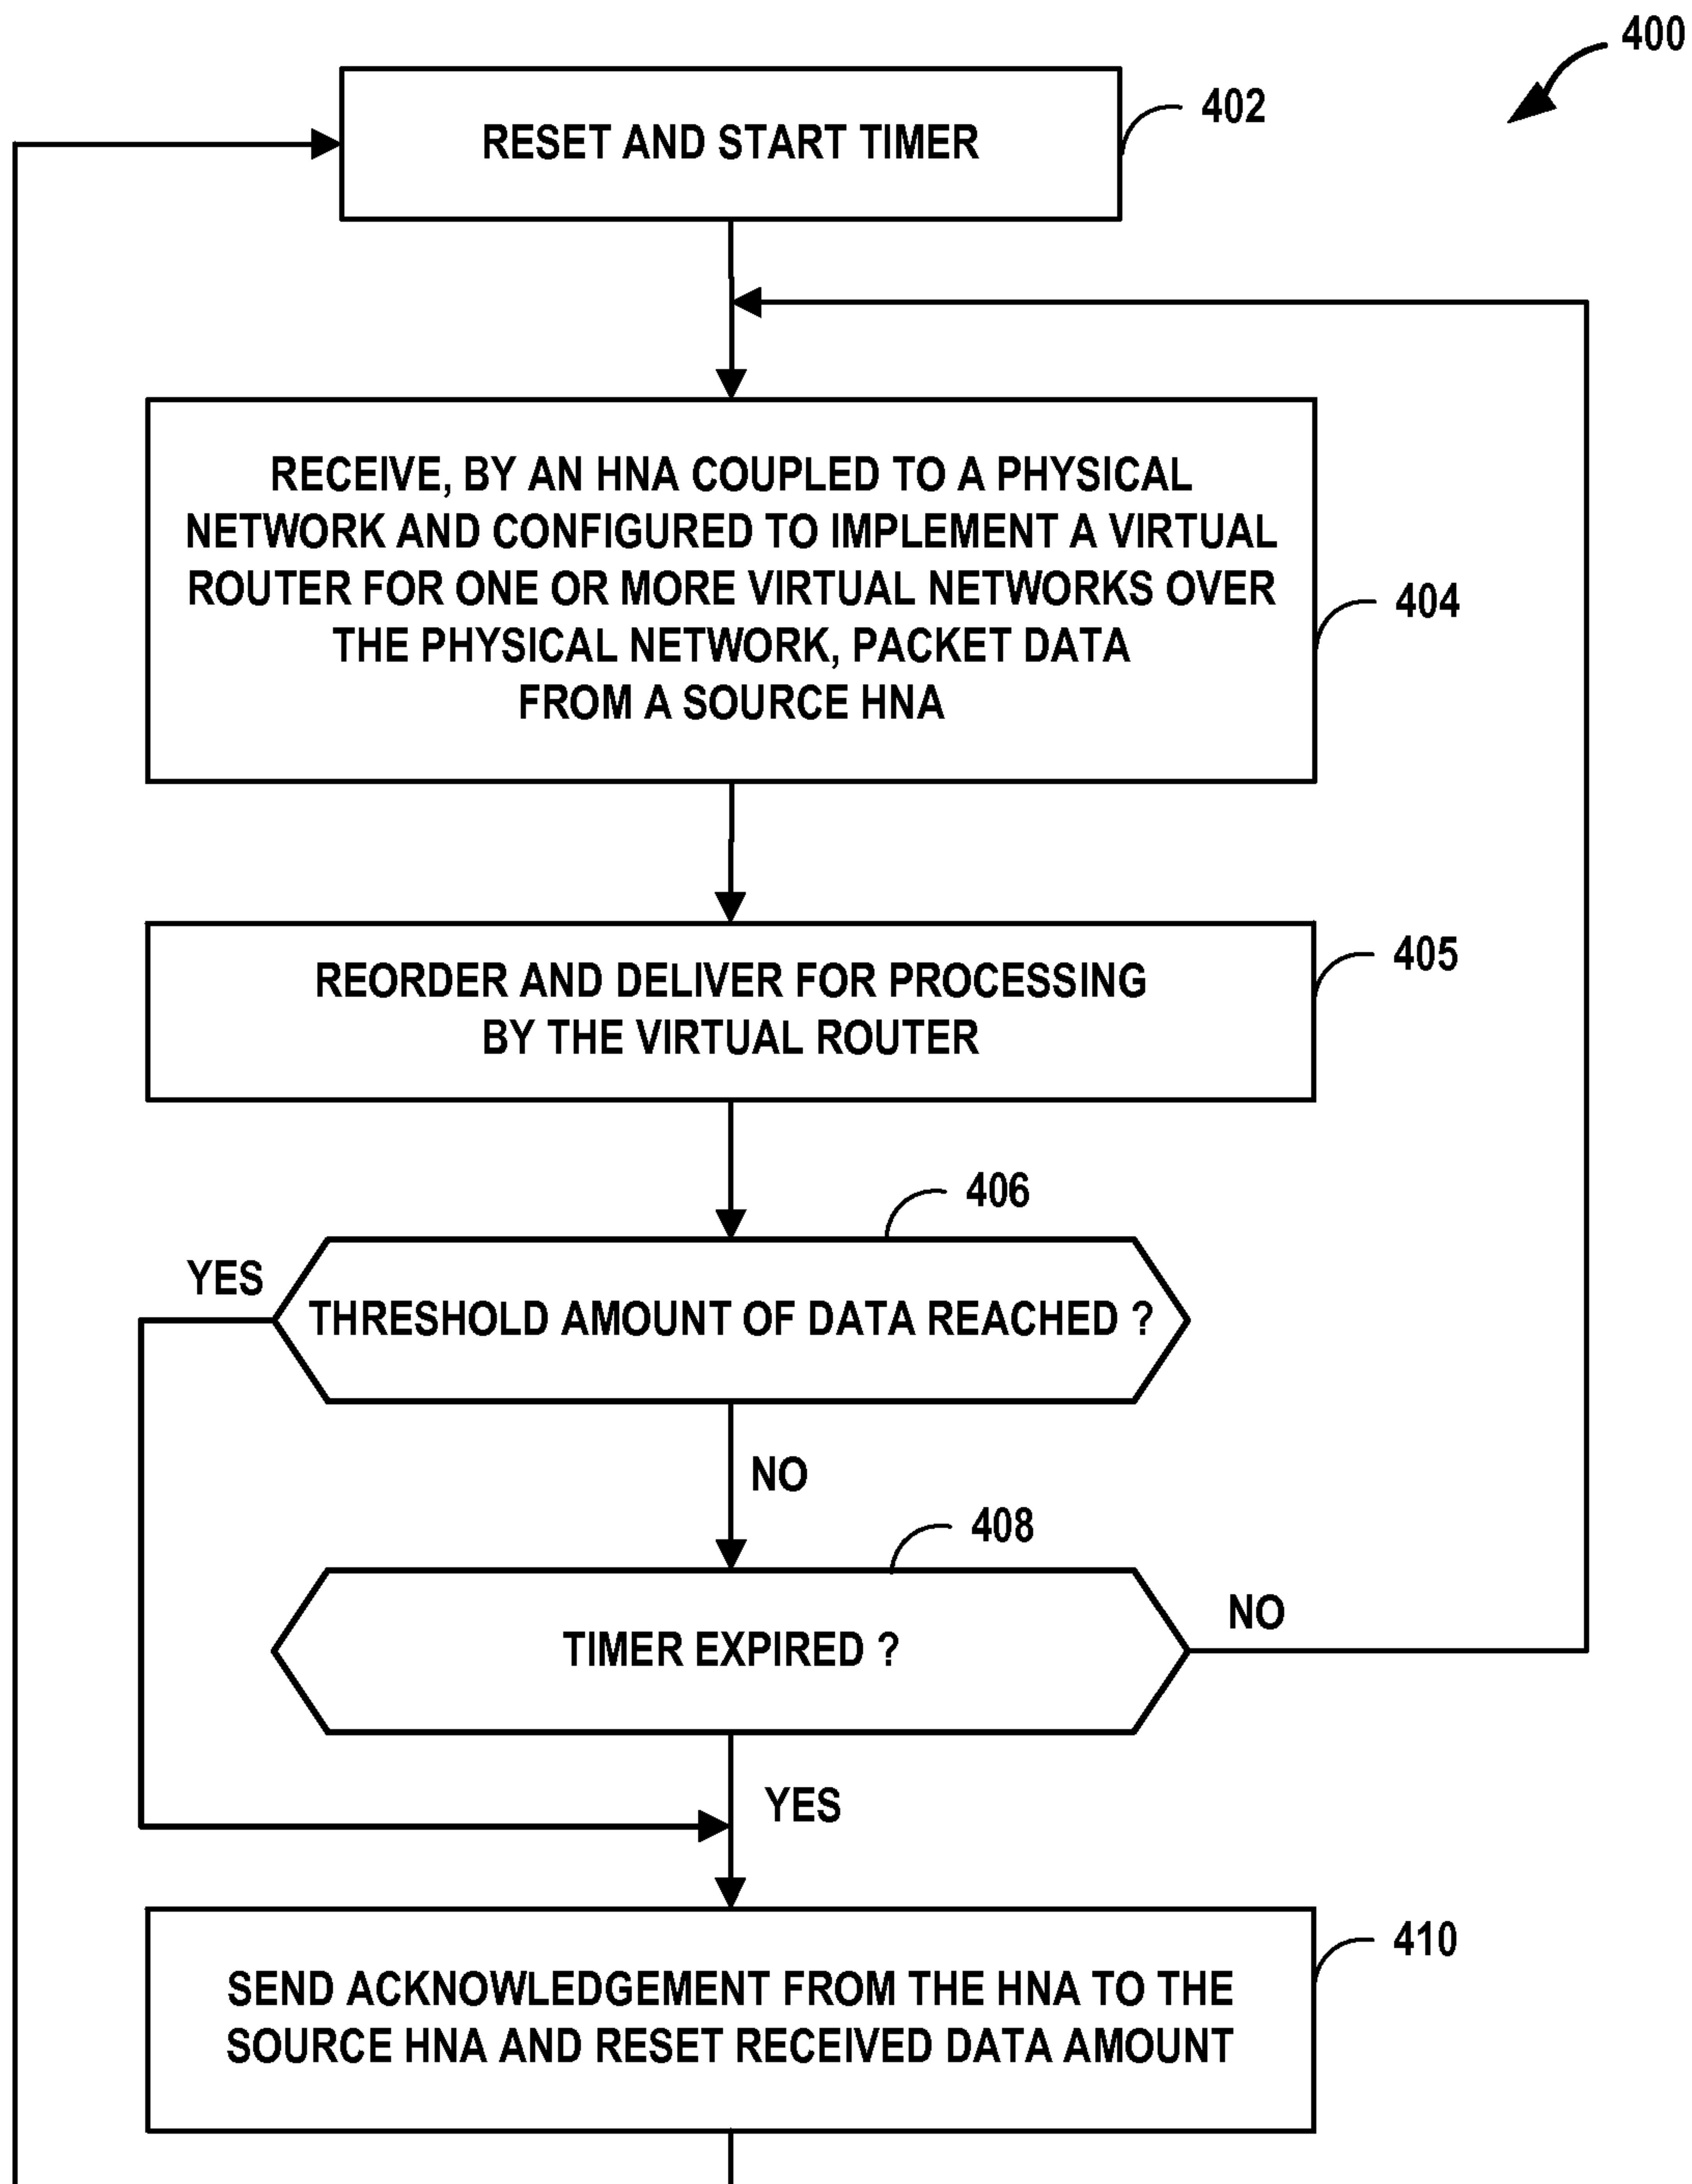 400
RESET AND START TIMER
402
RECEIVE, BY AN HNA COUPLED TO A PHYSICAL
NETWORK AND CONFIGURED TO IMPLEMENT A VIRTUAL
ROUTER FOR ONE OR MORE VIRTUAL NETWORKS OVER
THE PHYSICAL NETWORK, PACKET DATA
FROM A SOURCE HNA
404
REORDER AND DELIVER FOR PROCESSING
BY THE VIRTUAL ROUTER
405
406
YES
THRESHOLD AMOUNT OF DATA REACHED ?
NO
408
TIMER EXPIRED ?
NO
YES
SEND ACKNOWLEDGEMENT FROM THE HNA TO THE
SOURCE HNA AND RESET RECEIVED DATA AMOUNT
410